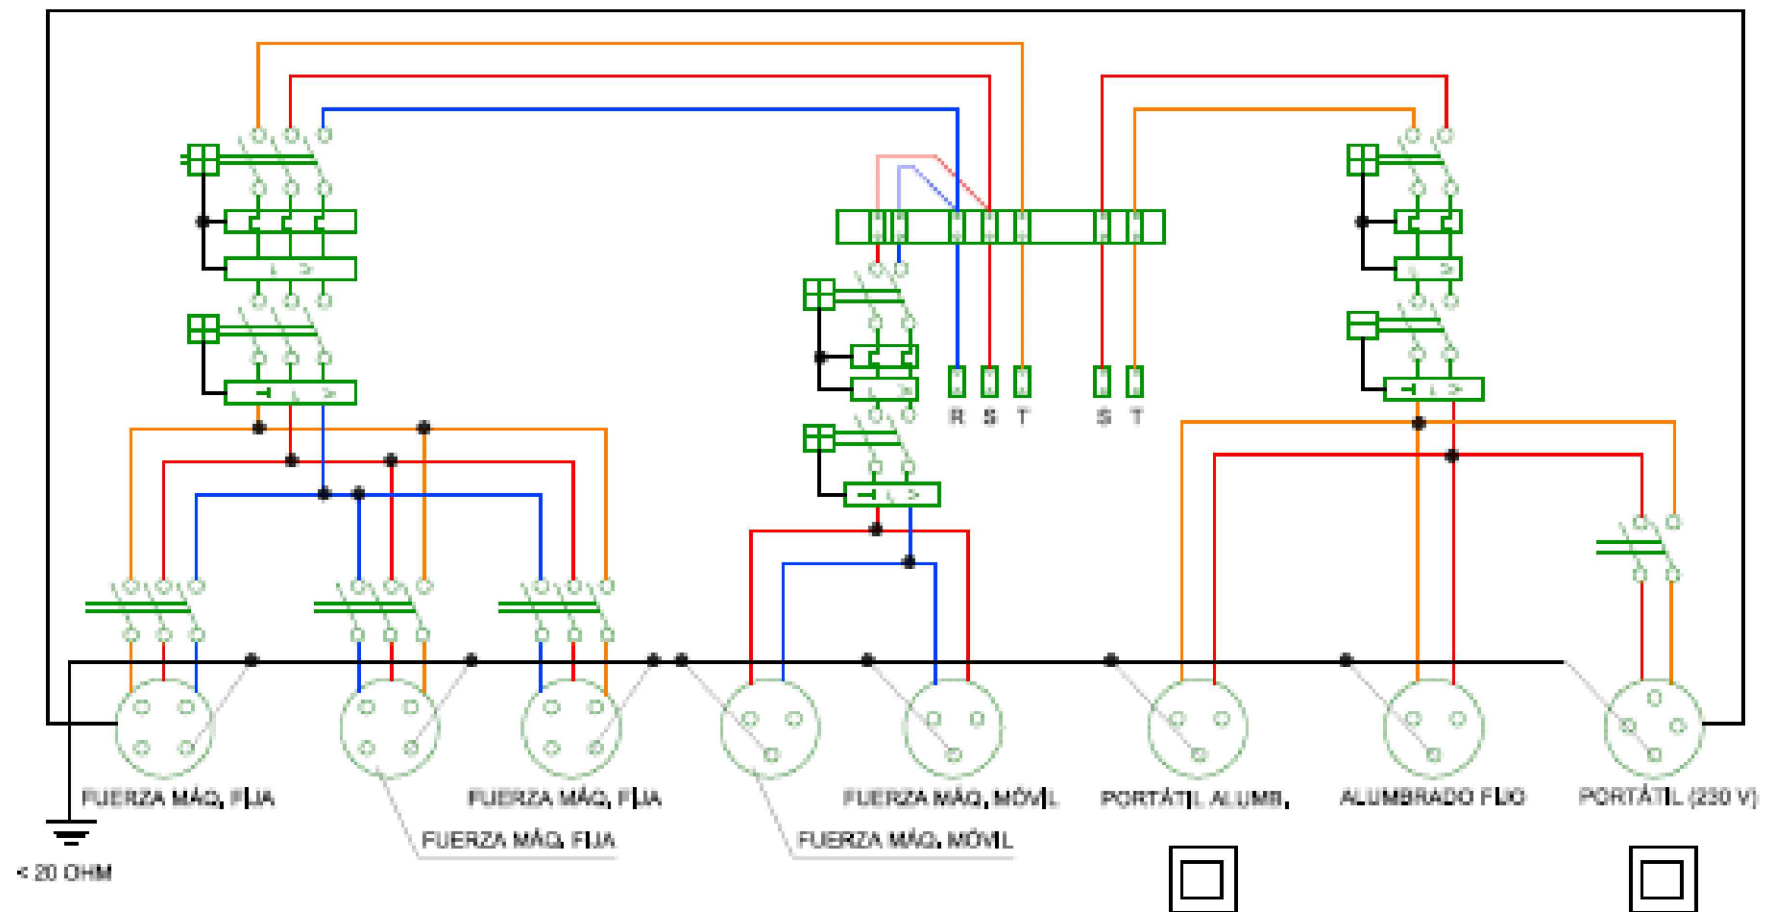 R S T S T
FUERZA MÁQ. FIJA
FUERZA MÁQ. FIJA
FUERZA MÁQ. MÓVIL
PORTÁTIL ALUMB.
ALUMBRADO FIJO
PORTÁTIL (230 V)
FUERZA MÁQ. FIJA
FUERZA MÁQ. MÓVIL
< 20 OHM